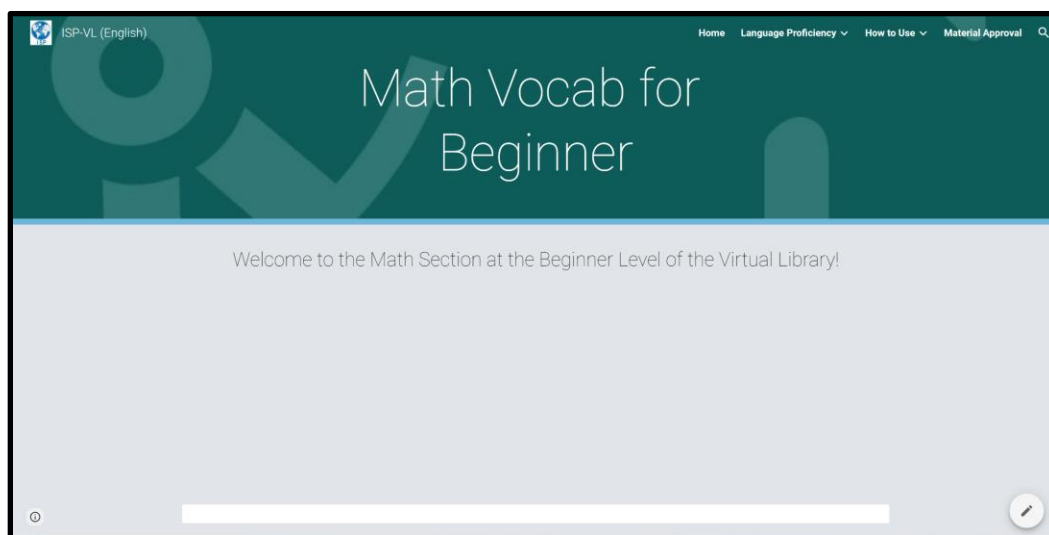 ISP-VL (English)
Home Language Proficiency How to Use Material Approval
Math Vocab for
Beginner
Welcome to the Math Section at the Beginner Level of the Virtual Library!